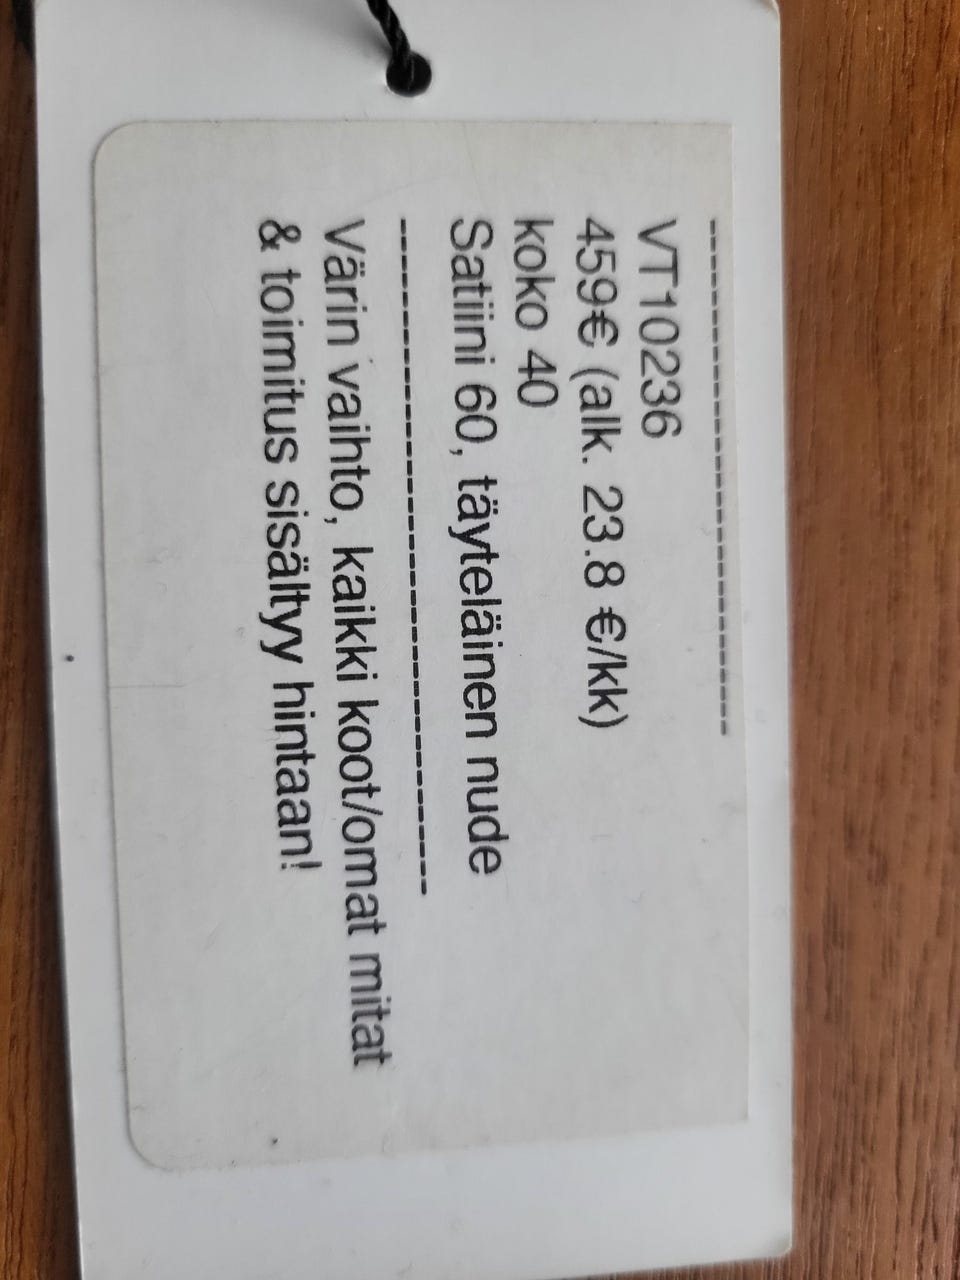 --------------------------------------
VT10236
459€ (alk. 23.8 €/kk)
koko 40
Satiini 60, täyteläinen nude
--------------------------------------------------
Värin vaihto, kaikki koot/omat mitat
& toimitus sisältyy hintaan!